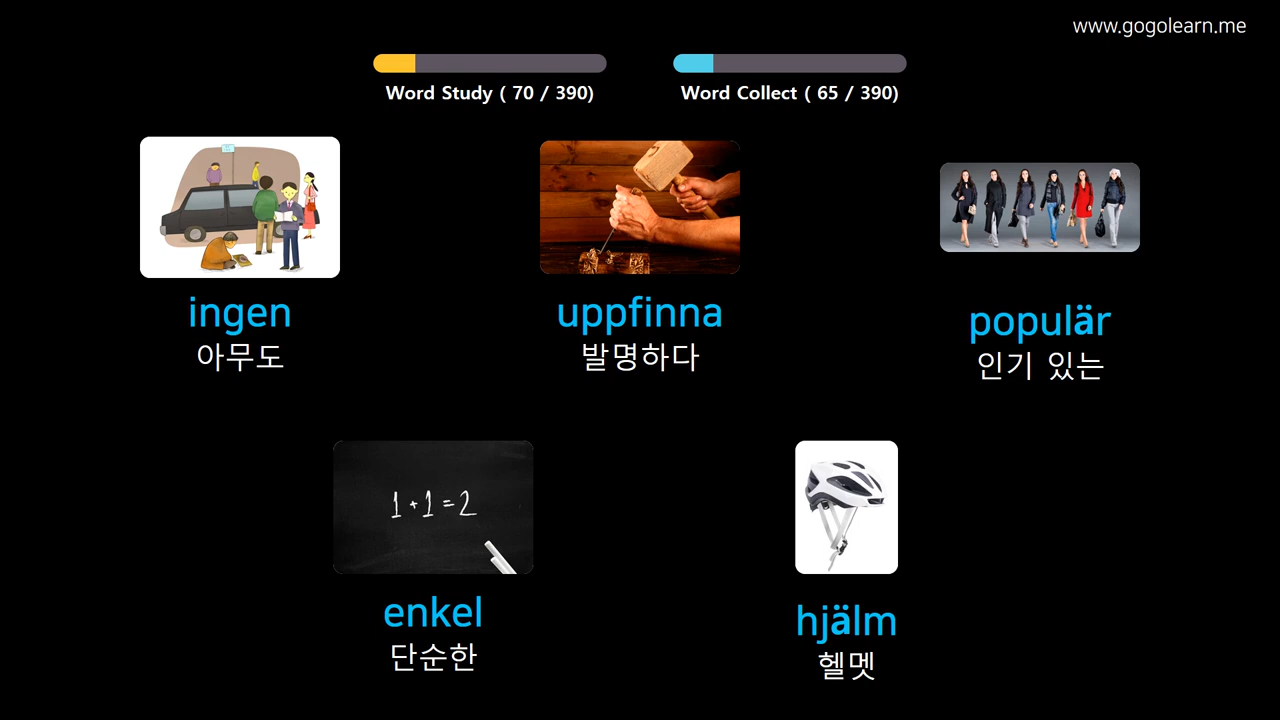 www.gogolearn.me
Word Study ( 70 / 390)
Word Collect ( 65 / 390)
ingen
아무도
uppfinna
발명하다
populär
인기 있는
1+1=2
enkel
단순한
hjälm
헬멧